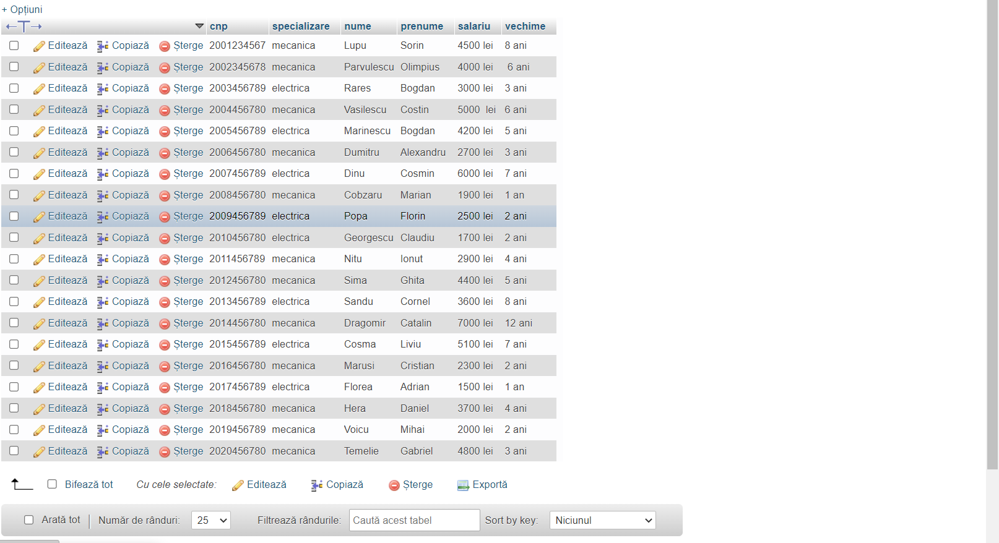 + Opțiuni
←T→ cnp specializare nume prenume salariu vechime
Editează Copiază Șterge 2001234567 mecanica Lupu Sorin 4500 lei 8 ani
Editează Copiază Șterge 2002345678 mecanica Parvulescu Olimpius 4000 lei 6 ani
Editează Copiază Șterge 2003456789 electrica Rares Bogdan 3000 lei 3 ani
Editează Copiază Șterge 2004456780 mecanica Vasilescu Costin 5000 lei 6 ani
Editează Copiază Șterge 2005456789 electrica Marinescu Bogdan 4200 lei 5 ani
Editează Copiază Șterge 2006456780 mecanica Dumitru Alexandru 2700 lei 3 ani
Editează Copiază Șterge 2007456789 electrica Dinu Cosmin 6000 lei 7 ani
Editează Copiază Șterge 2008456780 mecanica Cobzaru Marian 1900 lei 1 an
Editează Copiază Șterge 2009456789 electrica Popa Florin 2500 lei 2 ani
Editează Copiază Șterge 2010456780 electrica Georgescu Claudiu 1700 lei 2 ani
Editează Copiază Șterge 2011456789 mecanica Nitu Ionut 2900 lei 4 ani
Editează Copiază Șterge 2012456780 mecanica Sima Ghita 4400 lei 5 ani
Editează Copiază Șterge 2013456789 electrica Sandu Cornel 3600 lei 8 ani
Editează Copiază Șterge 2014456780 mecanica Dragomir Catalin 7000 lei 12 ani
Editează Copiază Șterge 2015456789 electrica Cosma Liviu 5100 lei 7 ani
Editează Copiază Șterge 2016456780 mecanica Marusi Cristian 2300 lei 2 ani
Editează Copiază Șterge 2017456789 electrica Florea Adrian 1500 lei 1 an
Editează Copiază Șterge 2018456780 mecanica Hera Daniel 3700 lei 4 ani
Editează Copiază Șterge 2019456789 mecanica Voicu Mihai 2000 lei 2 ani
Editează Copiază Șterge 2020456780 mecanica Temelie Gabriel 4800 lei 3 ani
Bifează tot Cu cele selectate: Editează Copiază Șterge Exportă
Arată tot Număr de rânduri: 25 Filtrează rândurile: Caută acest tabel Sort by key: Niciunul